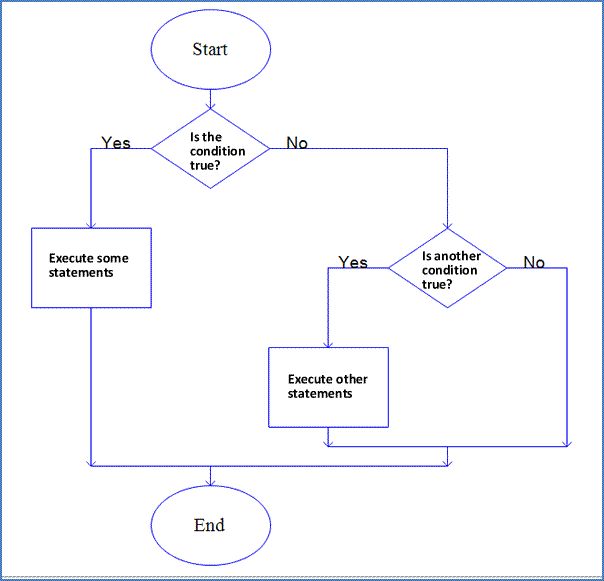 Start
Is the
condition
true?
Yes
No
Execute some
statements
Is another
condition
true?
Yes
No
Execute other
statements
End